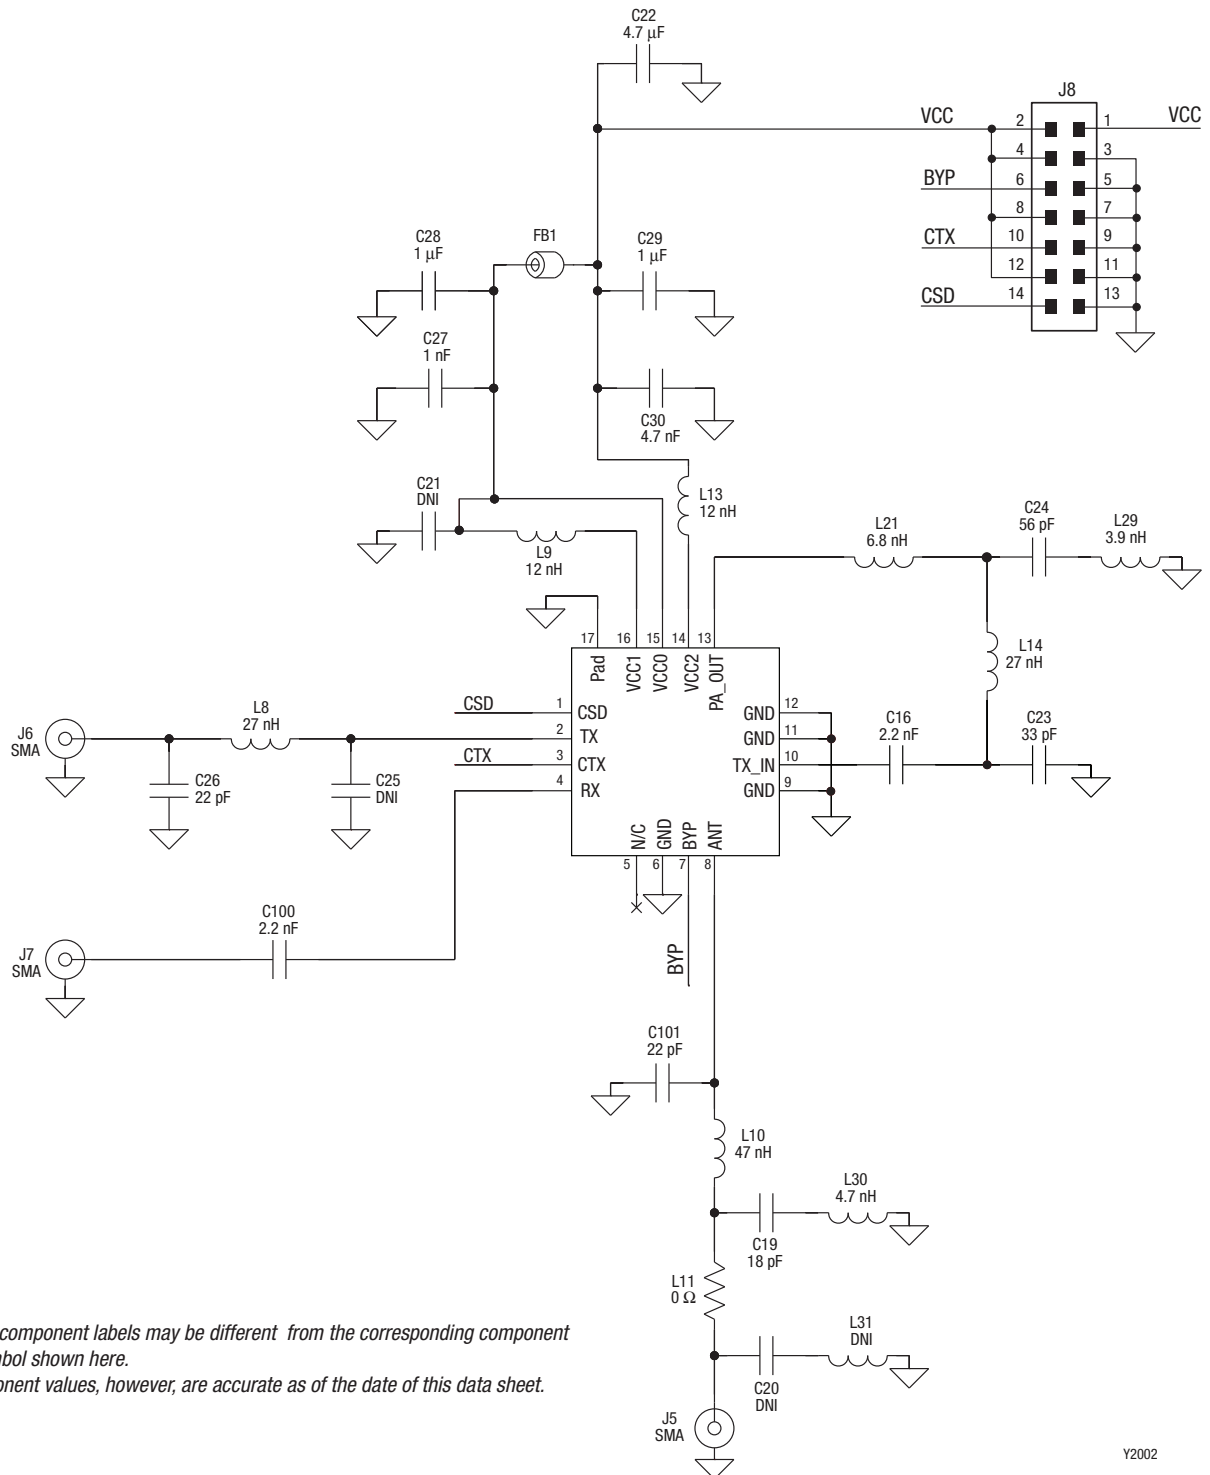 C22
4.7 µF
J8
VCC
2
1
VCC
4
3
BYP
6
5
8
7
CTX
10
9
12
11
CSD
14
13
C28
1 µF
FB1
C29
1 µF
C27
1 nF
C30
4.7 nF
C21
DNI
L9
12 nH
L13
12 nH
L21
6.8 nH
C24
56 pF
L29
3.9 nH
L14
27 nH
17
16
15
14
13
Pad
VCC1
VCC0
VCC2
PA_OUT
CSD
1
CSD
GND
12
J6
SMA
L8
27 nH
2
TX
GND
11
CTX
3
CTX
TX_IN
10
C16
2.2 nF
C23
33 pF
C26
22 pF
C25
DNI
4
RX
GND
9
N/C
GND
BYP
ANT
5
6
7
8
C100
2.2 nF
J7
SMA
BYP
C101
22 pF
L10
47 nH
L30
4.7 nH
C19
18 pF
L11
0 Ω
L31
DNI
C20
DNI
J5
SMA
component labels may be different from the corresponding component
shown here.
values, however, are accurate as of the date of this data sheet.
Y2002